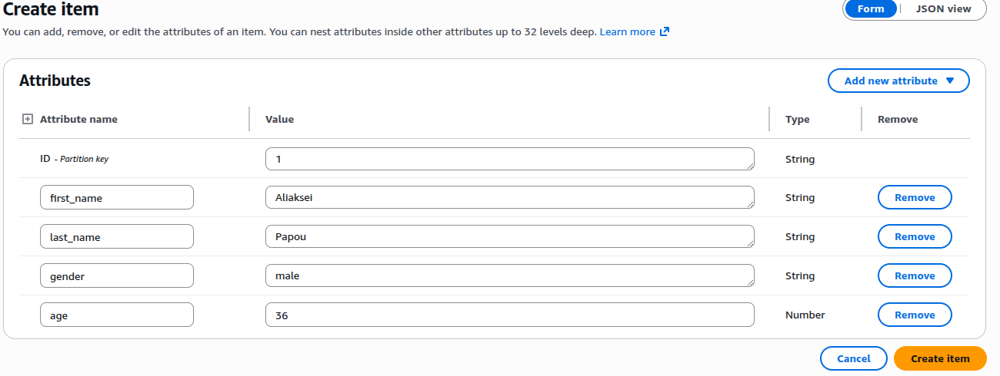 Create item
Form | JSON view
You can add, remove, or edit the attributes of an item. You can nest attributes inside other attributes up to 32 levels deep. Learn more
Attributes
Add new attribute
Attribute name Value Type Remove
ID - Partition key 1 String
first_name Aliaksei String Remove
last_name Papou String Remove
gender male String Remove
age 36 Number Remove
Cancel Create item